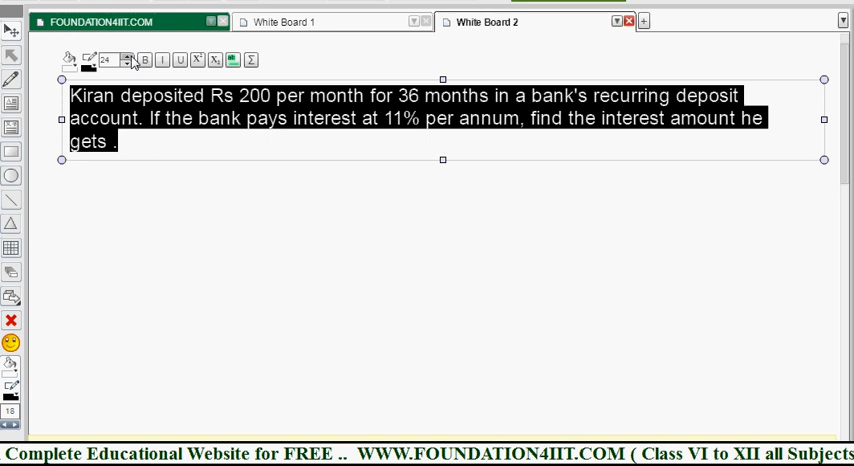 FOUNDATION4IIT.COM
White Board 1
White Board 2
24
B I U X² X₂ Σ
Kiran deposited Rs 200 per month for 36 months in a bank's recurring deposit
account. If the bank pays interest at 11% per annum, find the interest amount he
gets .
18
Complete Educational Website for FREE .. WWW.FOUNDATION4IIT.COM ( Class VI to XII all Subjects